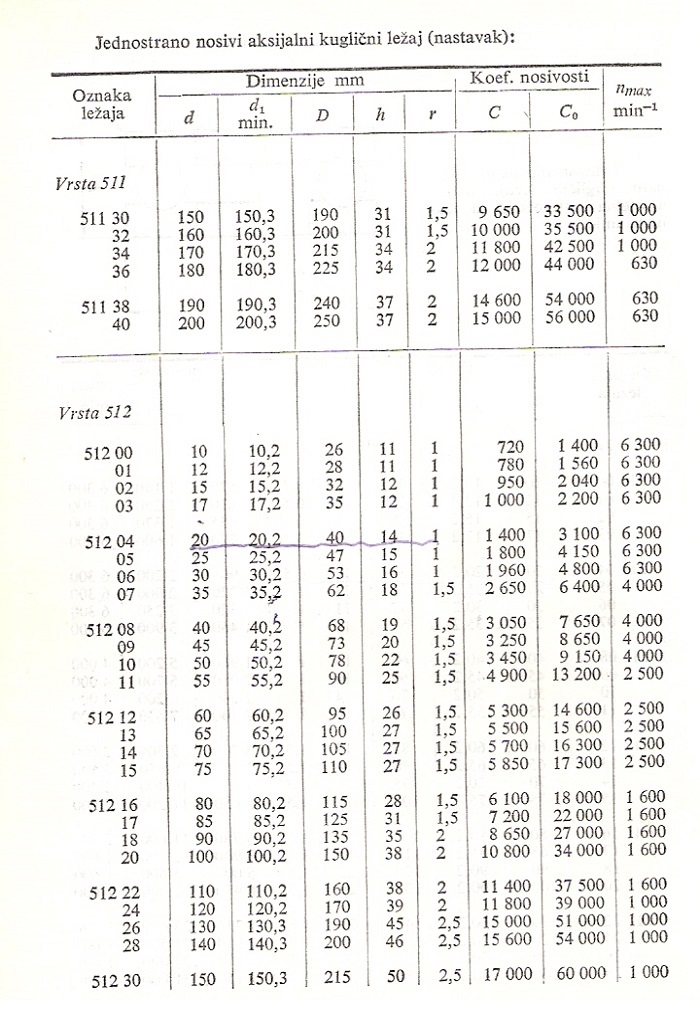 Jednostrano nosivi aksijalni kuglični ležaj (nastavak):
Oznaka ležaja Dimenzije mm Koef. nosivosti nmax min⁻¹
d d₁ min. D h r C C₀
Vrsta 511
511 30 150 150,3 190 31 1,5 9 650 33 500 1 000
32 160 160,3 200 31 1,5 10 000 35 500 1 000
34 170 170,3 215 34 2 11 800 42 500 1 000
36 180 180,3 225 34 2 12 000 44 000 630
511 38 190 190,3 240 37 2 14 600 54 000 630
40 200 200,3 250 37 2 15 000 56 000 630
Vrsta 512
512 00 10 10,2 26 11 1 720 1 400 6 300
01 12 12,2 28 11 1 780 1 560 6 300
02 15 15,2 32 12 1 950 2 040 6 300
03 17 17,2 35 12 1 1 000 2 200 6 300
512 04 20 20,2 40 14 1 1 400 3 100 6 300
05 25 25,2 47 15 1 1 800 4 150 6 300
06 30 30,2 53 16 1 1 960 4 800 6 300
07 35 35,2 62 18 1,5 2 650 6 400 4 000
512 08 40 40,2 68 19 1,5 3 050 7 650 4 000
09 45 45,2 73 20 1,5 3 250 8 650 4 000
10 50 50,2 78 22 1,5 3 450 9 150 4 000
11 55 55,2 90 25 1,5 4 900 13 200 2 500
512 12 60 60,2 95 26 1,5 5 300 14 600 2 500
13 65 65,2 100 27 1,5 5 500 15 600 2 500
14 70 70,2 105 27 1,5 5 700 16 300 2 500
15 75 75,2 110 27 1,5 5 850 17 300 2 500
512 16 80 80,2 115 28 1,5 6 100 18 000 1 600
17 85 85,2 125 31 1,5 7 200 22 000 1 600
18 90 90,2 135 35 2 8 650 27 000 1 600
20 100 100,2 150 38 2 10 800 34 000 1 600
512 22 110 110,2 160 38 2 11 400 37 500 1 600
24 120 120,2 170 39 2 11 800 39 000 1 000
26 130 130,3 190 45 2,5 15 000 51 000 1 000
28 140 140,3 200 46 2,5 15 600 54 000 1 000
512 30 150 150,3 215 50 2,5 17 000 60 000 1 000